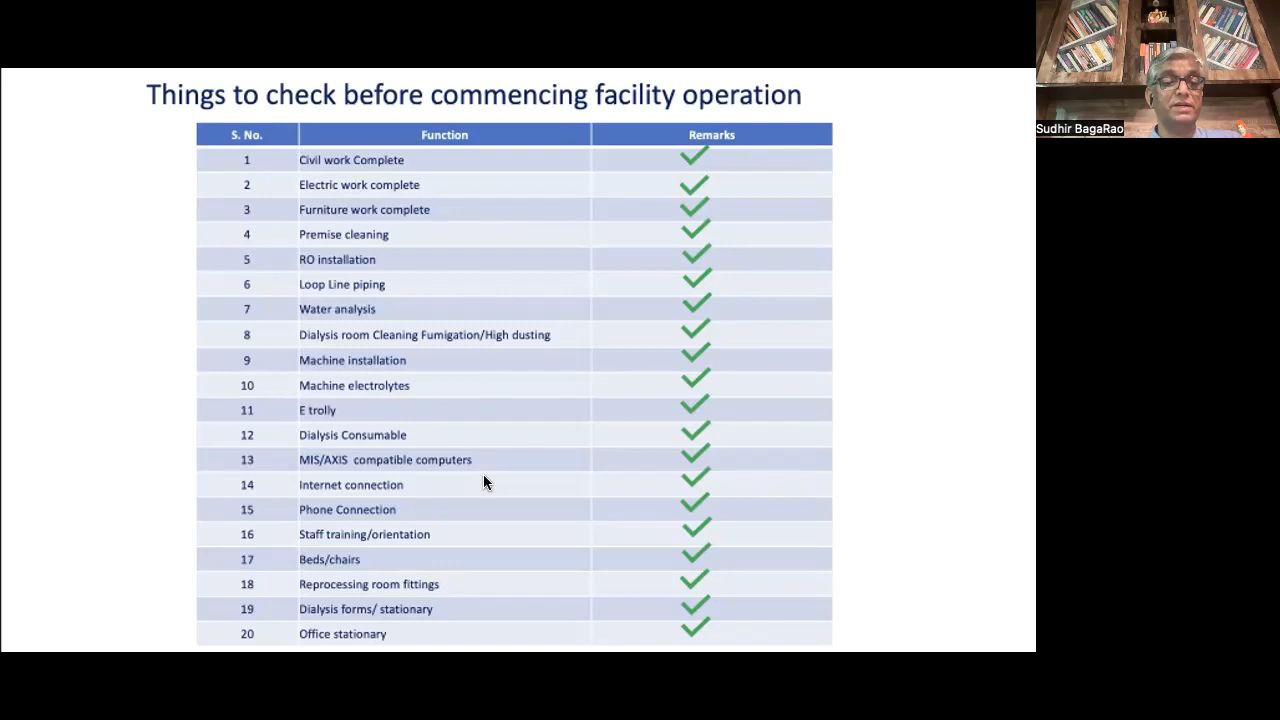 Things to check before commencing facility operation
S. No. Function Remarks
1 Civil work Complete
2 Electric work complete
3 Furniture work complete
4 Premise cleaning
5 RO installation
6 Loop Line piping
7 Water analysis
8 Dialysis room Cleaning Fumigation/High dusting
9 Machine installation
10 Machine electrolytes
11 E trolly
12 Dialysis Consumable
13 MIS/AXIS compatible computers
14 Internet connection
15 Phone Connection
16 Staff training/orientation
17 Beds/chairs
18 Reprocessing room fittings
19 Dialysis forms/ stationary
20 Office stationary
Sudhir BagaRao